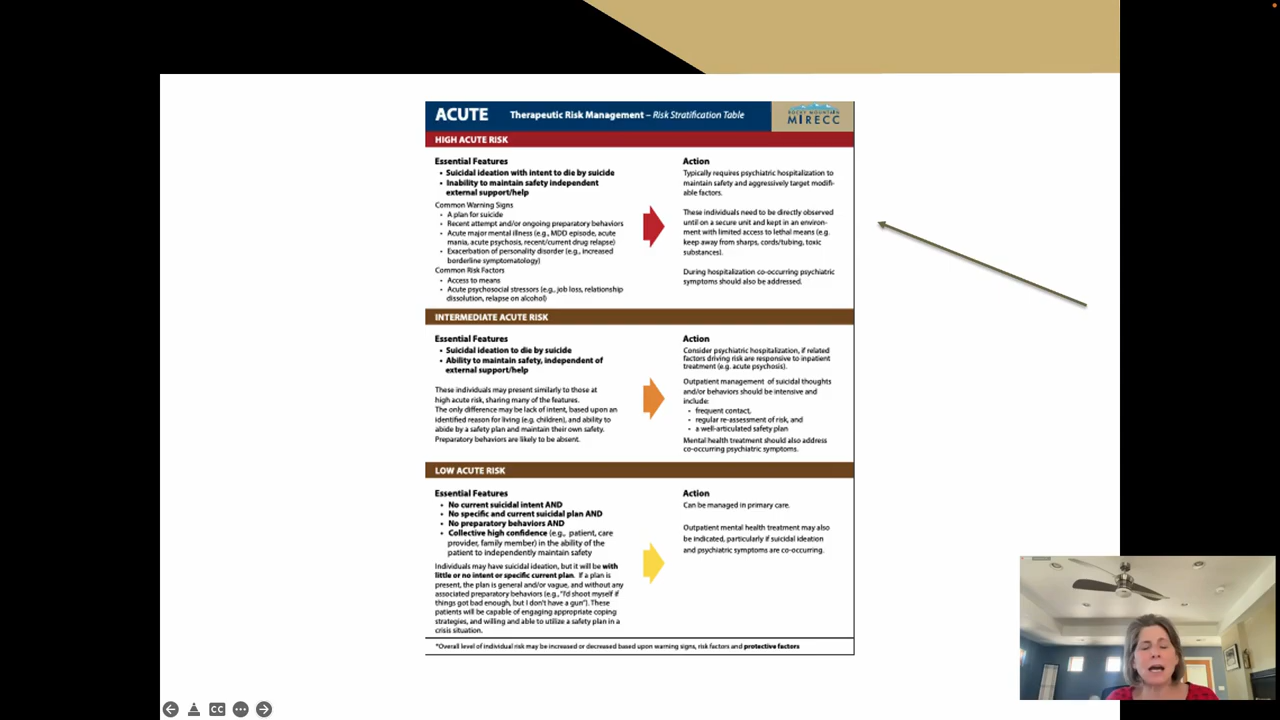 ACUTE
Therapeutic Risk Management – Risk Stratification Table
ROCKY MOUNTAIN
MIRECC
HIGH ACUTE RISK
Essential Features
• Suicidal ideation with intent to die by suicide
• Inability to maintain safety independent
external support/help
Common Warning Signs
• A plan for suicide
• Recent attempt and/or ongoing preparatory behaviors
• Acute major mental illness (e.g., MDD episode, acute
mania, acute psychosis, recent/current drug relapse)
• Exacerbation of personality disorder (e.g., increased
borderline symptomatology)
Common Risk Factors
• Access to means
• Acute psychosocial stressors (e.g., job loss, relationship
dissolution, relapse on alcohol)
Action
Typically requires psychiatric hospitalization to
maintain safety and aggressively target modifi-
able factors.
These individuals need to be directly observed
until on a secure unit and kept in an environ-
ment with limited access to lethal means (e.g.
keep away from sharps, cords/tubing, toxic
substances).
During hospitalization co-occurring psychiatric
symptoms should also be addressed.
INTERMEDIATE ACUTE RISK
Essential Features
• Suicidal ideation to die by suicide
• Ability to maintain safety, independent of
external support/help
These individuals may present similarly to those at
high acute risk, sharing many of the features.
The only difference may be lack of intent, based upon an
identified reason for living (e.g. children), and ability to
abide by a safety plan and maintain their own safety.
Preparatory behaviors are likely to be absent.
Action
Consider psychiatric hospitalization, if related
factors driving risk are responsive to inpatient
treatment (e.g. acute psychosis).
Outpatient management of suicidal thoughts
and/or behaviors should be intensive and
include:
• frequent contact,
• regular re-assessment of risk, and
• a well-articulated safety plan
Mental health treatment should also address
co-occurring psychiatric symptoms.
LOW ACUTE RISK
Essential Features
• No current suicidal intent AND
• No specific and current suicidal plan AND
• No preparatory behaviors AND
• Collective high confidence (e.g., patient, care
provider, family member) in the ability of the
patient to independently maintain safety
Individuals may have suicidal ideation, but it will be with
little or no intent or specific current plan. If a plan is
present, the plan is general and/or vague, and without any
associated preparatory behaviors (e.g., "I'd shoot myself if
things got bad enough, but I don't have a gun"). These
patients will be capable of engaging appropriate coping
strategies, and willing and able to utilize a safety plan in a
crisis situation.
Action
Can be managed in primary care.
Outpatient mental health treatment may also
be indicated, particularly if suicidal ideation
and psychiatric symptoms are co-occurring.
*Overall level of individual risk may be increased or decreased based upon warning signs, risk factors and protective factors
CC